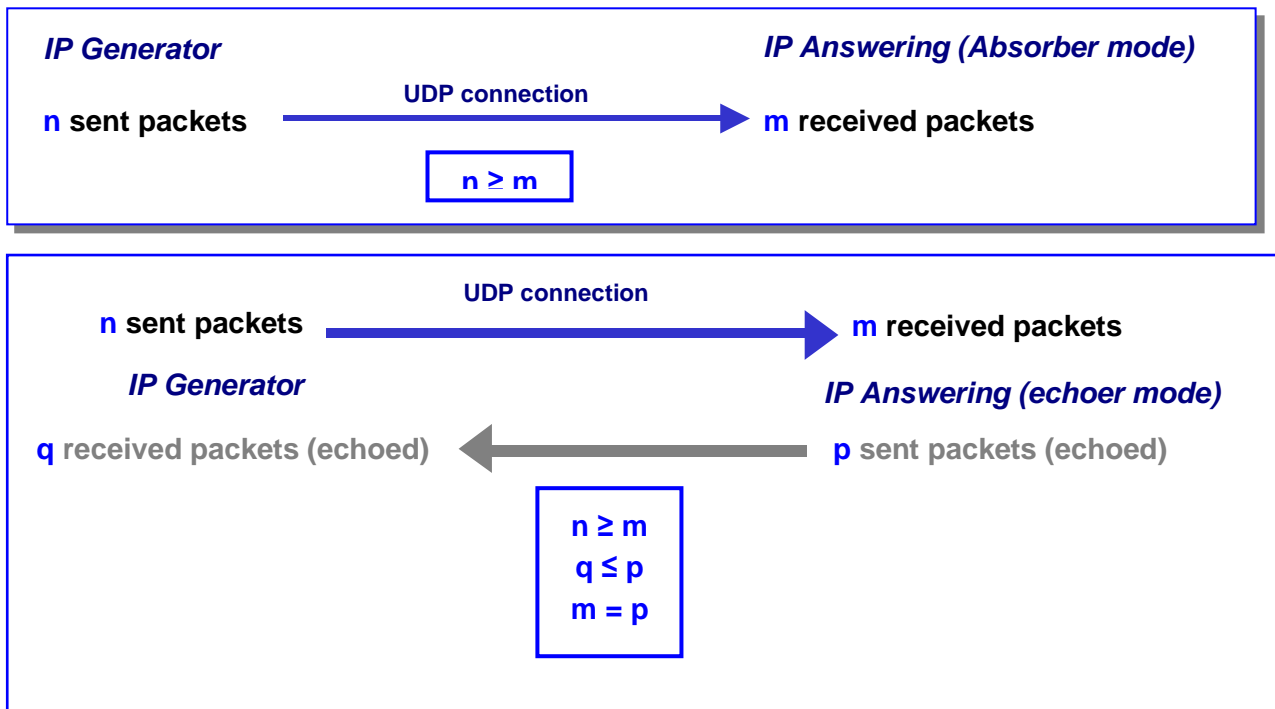 IP Generator
IP Answering (Absorber mode)
UDP connection
n sent packets
m received packets
n ≥ m
UDP connection
n sent packets
m received packets
IP Generator
IP Answering (echoer mode)
q received packets (echoed)
p sent packets (echoed)
n ≥ m
q ≤ p
m = p